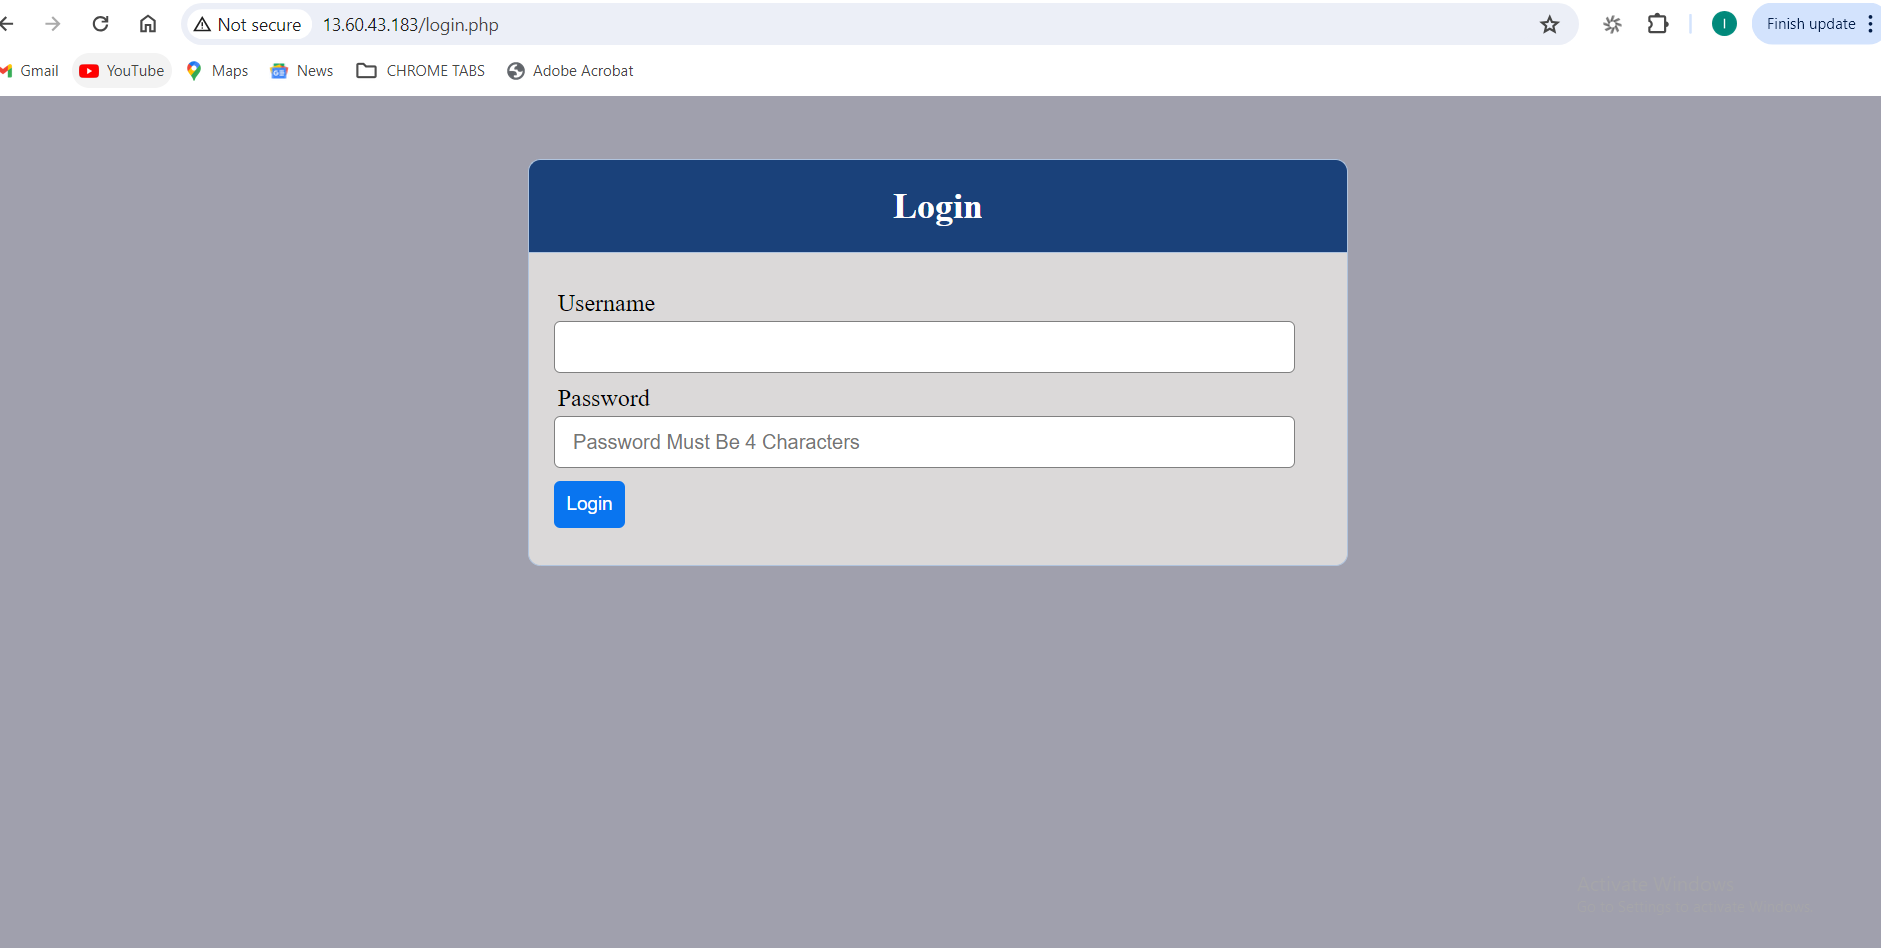 Not secure 13.60.43.183/login.php I Finish update
Gmail YouTube Maps News CHROME TABS Adobe Acrobat
Login
Username
Password
Password Must Be 4 Characters
Login
Activate Windows
Go to Settings to activate Windows.